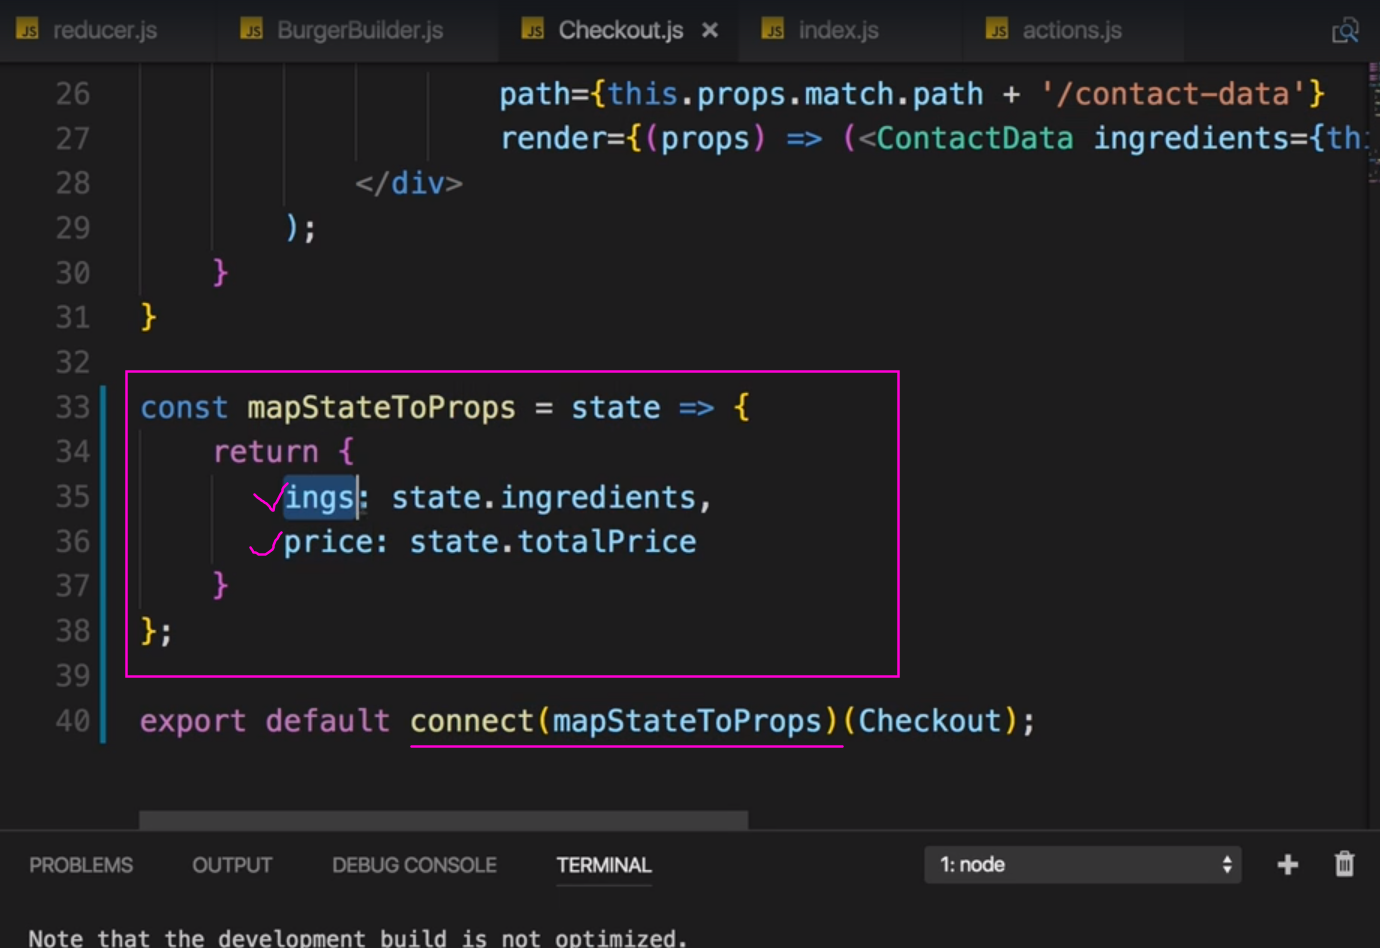 JS reducer.js JS BurgerBuilder.js JS Checkout.js × JS index.js JS actions.js
26 path={this.props.match.path + '/contact-data'}
27 render={(props) => (<ContactData ingredients={thi
28 </div>
29 );
30 }
31 }
32
33 const mapStateToProps = state => {
34 return {
35 ings: state.ingredients,
36 price: state.totalPrice
37 }
38 };
39
40 export default connect(mapStateToProps)(Checkout);
PROBLEMS OUTPUT DEBUG CONSOLE TERMINAL 1: node
Note that the development build is not optimized.